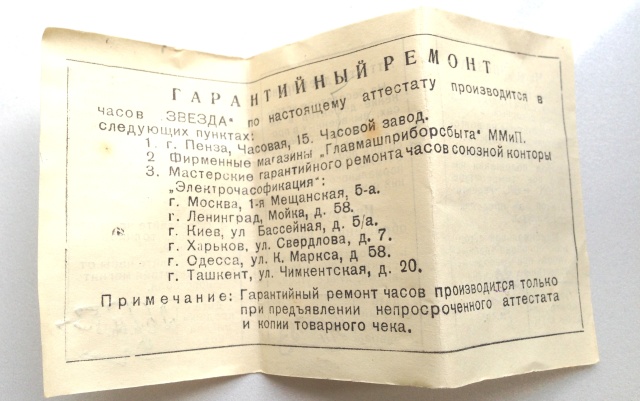 ГАРАНТИЙНЫЙ РЕМОНТ
часов „ЗВЕЗДА" по настоящему аттестату производится в
следующих пунктах:
1. г. Пенза, Часовая, 15. Часовой завод.
2 Фирменные магазины „Главмашприборсбыта" ММиП.
3. Мастерские гарантийного ремонта часов союзной конторы
„Электрочасофикация":
г. Москва, 1-я Мещанская, 5-а.
г. Ленинград, Мойка, д. 58.
г. Киев, ул Бассейная, д. 5/а.
г. Харьков, ул. Свердлова, д. 7.
г. Одесса, ул. К. Маркса, д 58.
г. Ташкент, ул. Чимкентская, д. 20.
Примечание: Гарантийный ремонт часов производится только
при предъявлении непросроченного аттестата
и копии товарного чека.